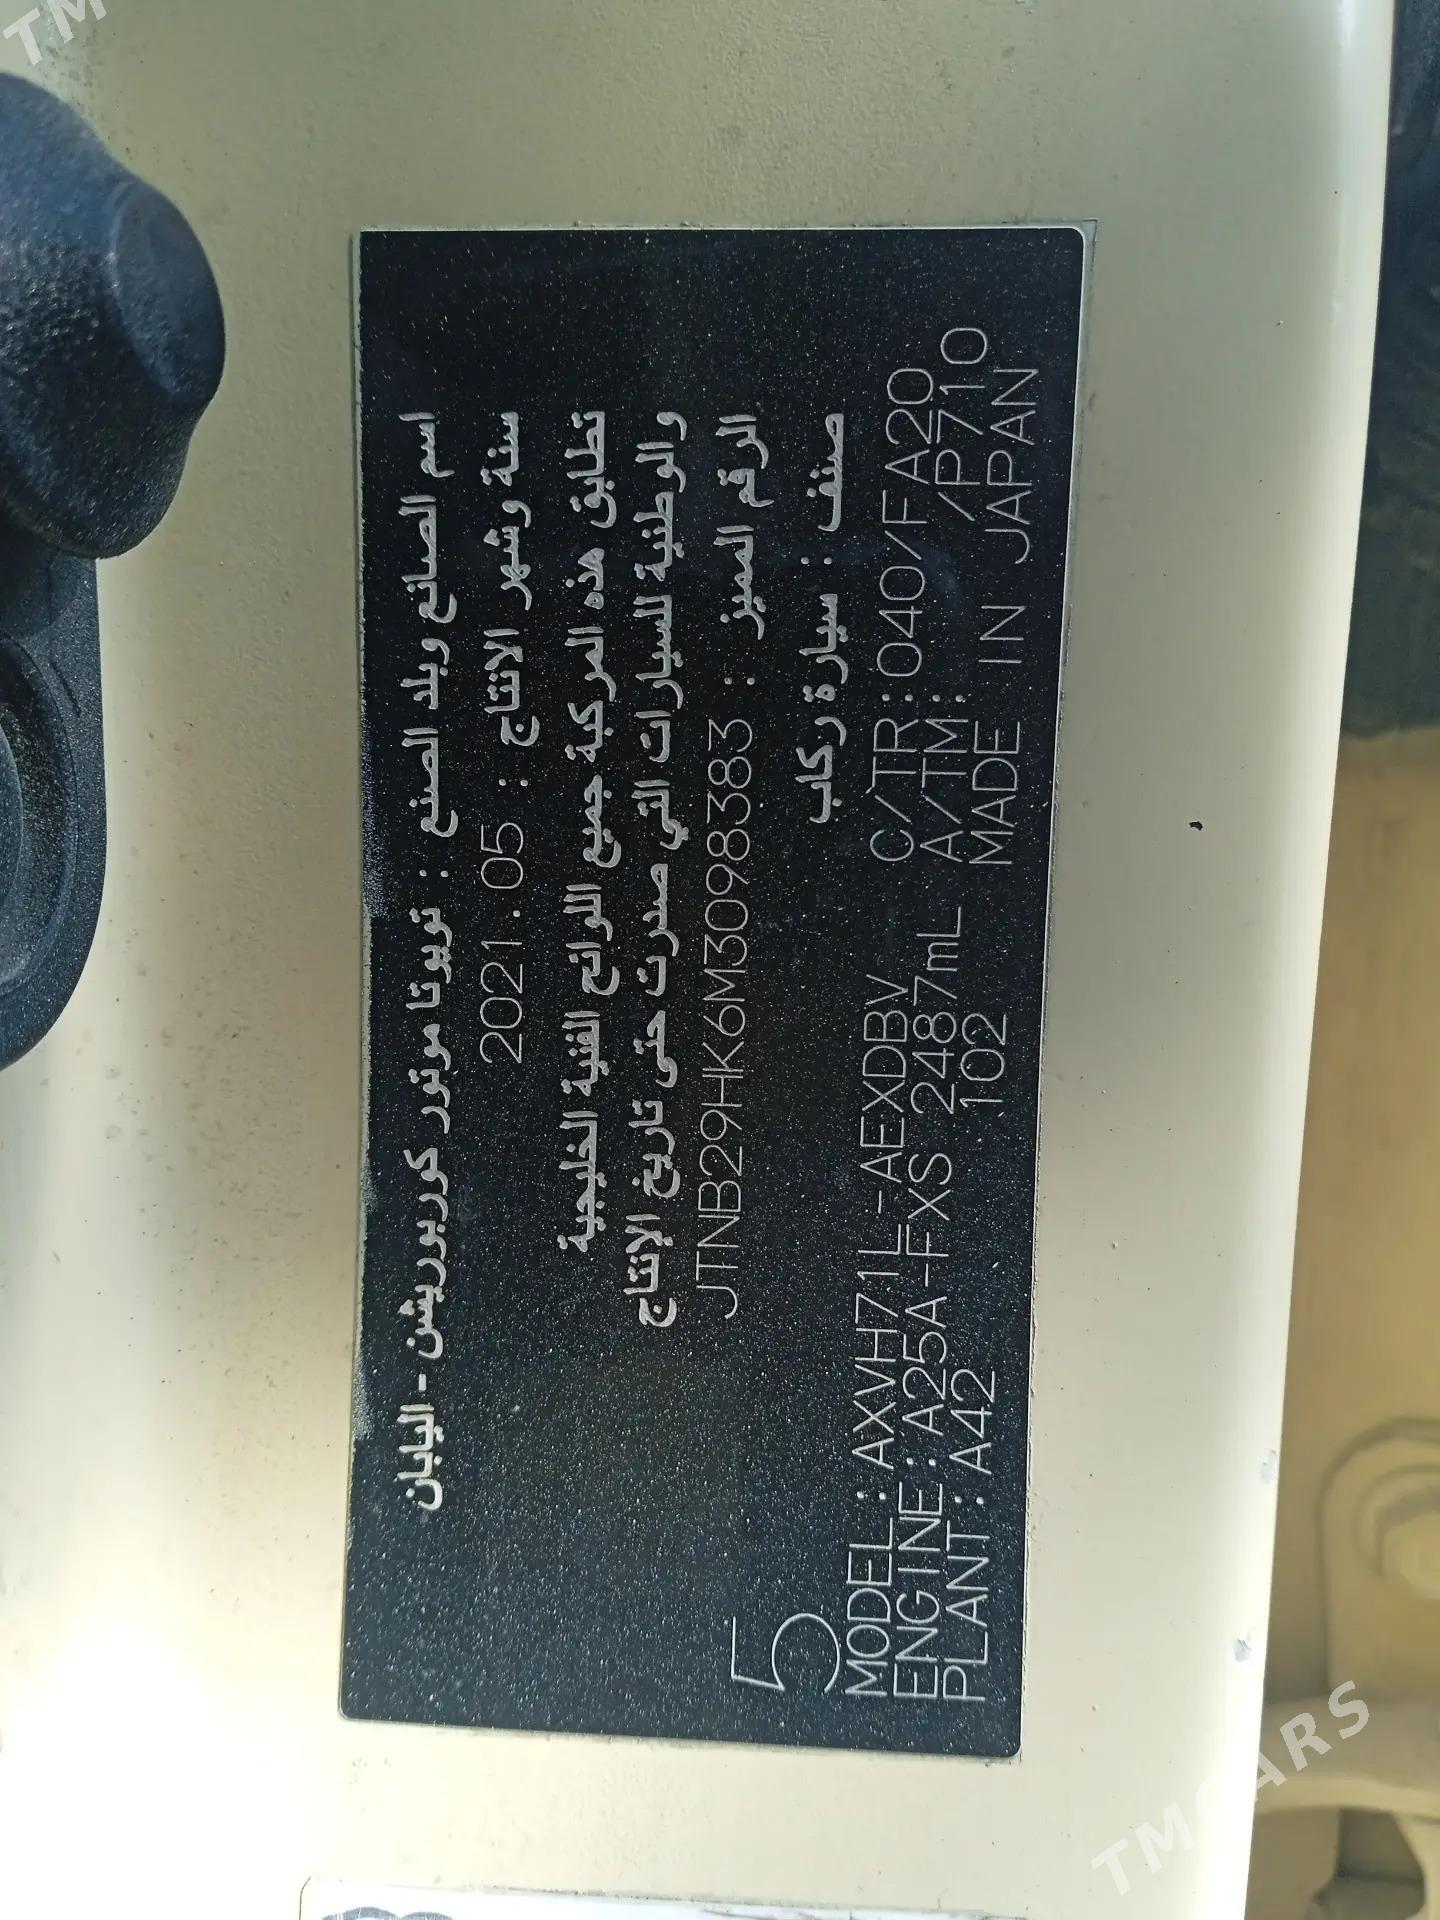 اسم الصانع وبلد الصنع : تويوتا موتور كوربوريشن - اليابان
سنة وشهر الانتاج : 2021.05
تطابق هذه المركبة جميع اللوائح الفنية الخليجية
والوطنية للسيارات التي صدرت حتى تاريخ الإنتاج
الرقم المميز : JTNB29HK6M3098383
صنف : سيارة ركاب
5
MODEL :AXVH71L-AEXDBV C/TR:040/FA20
ENGINE:A25A-FXS 2487mL A/TM: /P710
PLANT: A42 102 MADE IN JAPAN
TMCARS